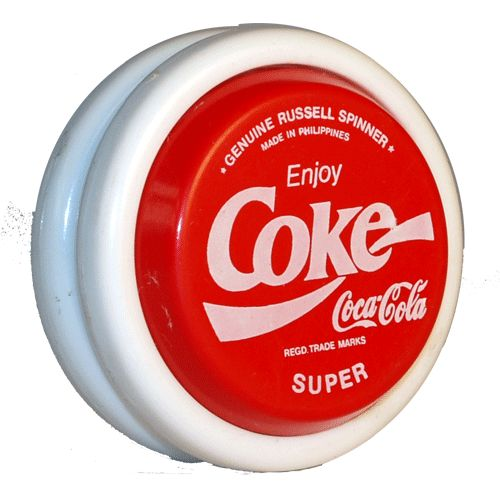 * GENUINE RUSSELL SPINNER *
MADE IN PHILIPPINES
Enjoy
Coke
Coca-Cola
REGD. TRADE MARKS
SUPER